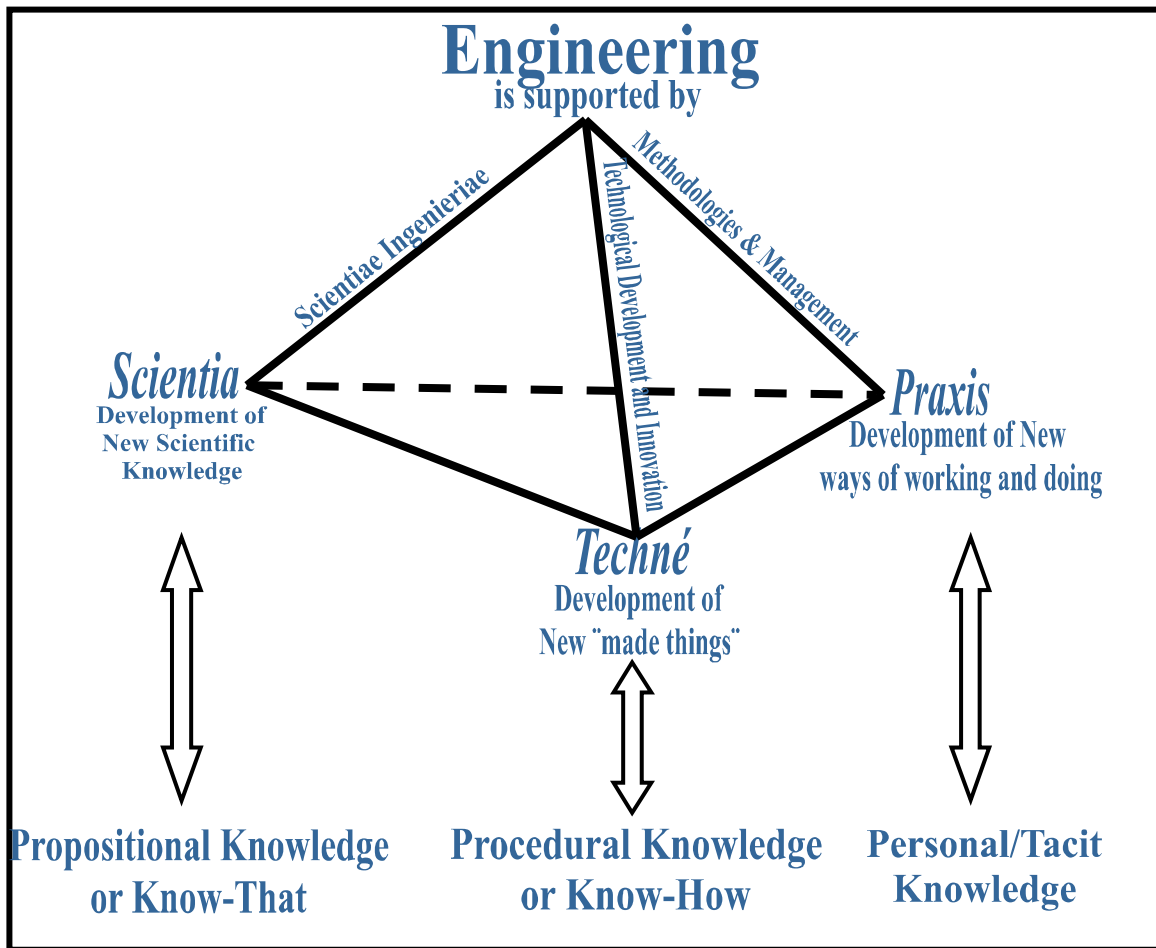 Engineering
is supported by
Scientiae Ingenieriae
Technological Development and Innovation
Methodologies & Management
Scientia
Development of
New Scientific
Knowledge
Praxis
Development of New
ways of working and doing
Techné
Development of
New ¨made things¨
Propositional Knowledge
or Know-That
Procedural Knowledge
or Know-How
Personal/Tacit
Knowledge